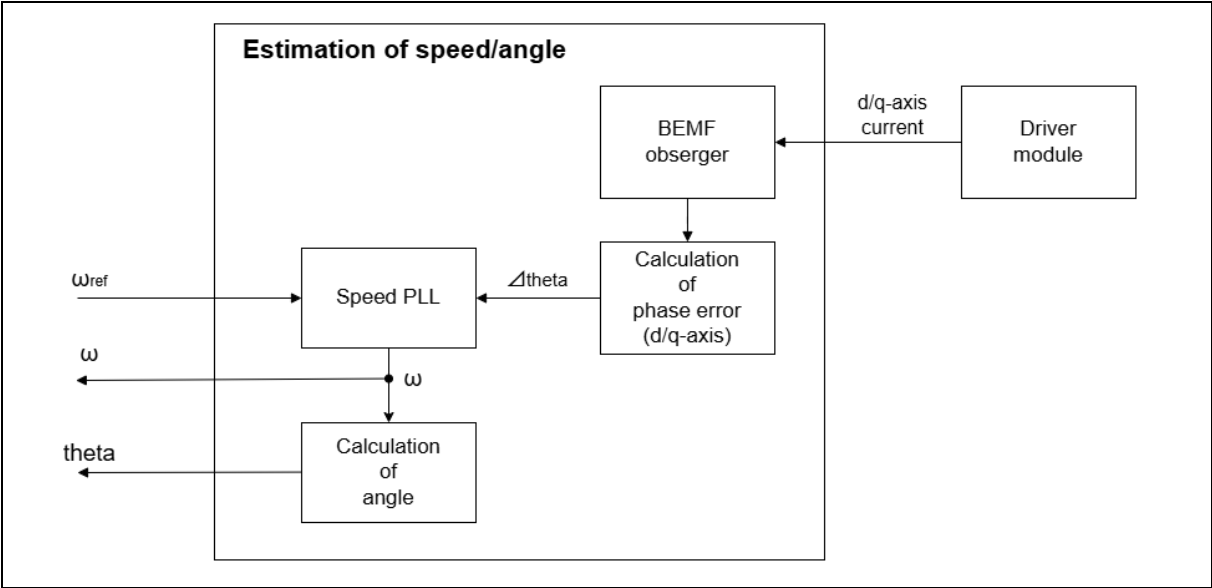 Estimation of speed/angle
BEMF
obserger
d/q-axis
current
Driver
module
Calculation
of
phase error
(d/q-axis)
⊿theta
Speed PLL
ωref
ω
ω
Calculation
of
angle
theta